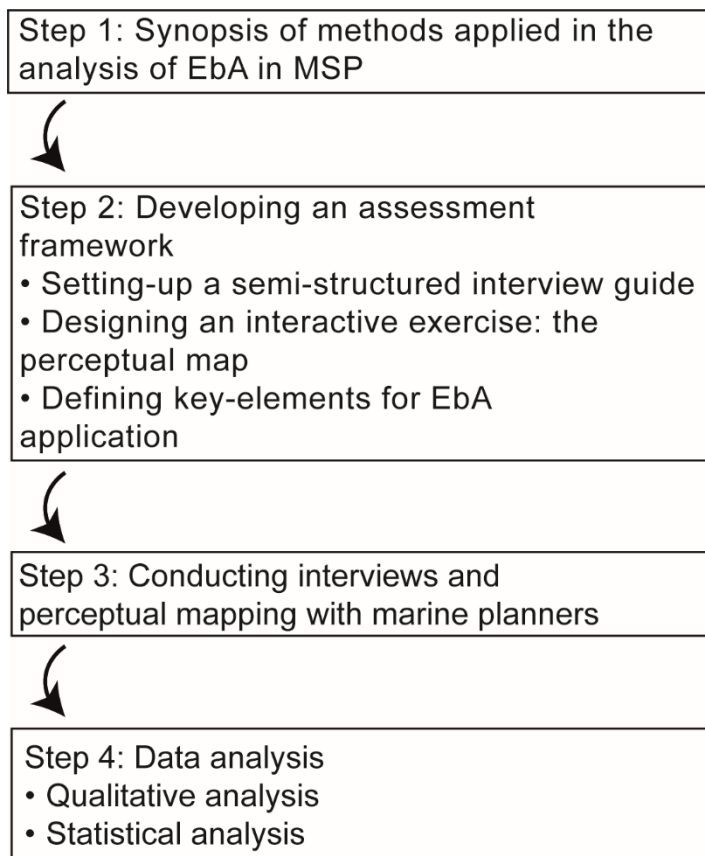 Step 1: Synopsis of methods applied in the
analysis of EbA in MSP
Step 2: Developing an assessment
framework
• Setting-up a semi-structured interview guide
• Designing an interactive exercise: the
perceptual map
• Defining key-elements for EbA
application
Step 3: Conducting interviews and
perceptual mapping with marine planners
Step 4: Data analysis
• Qualitative analysis
• Statistical analysis